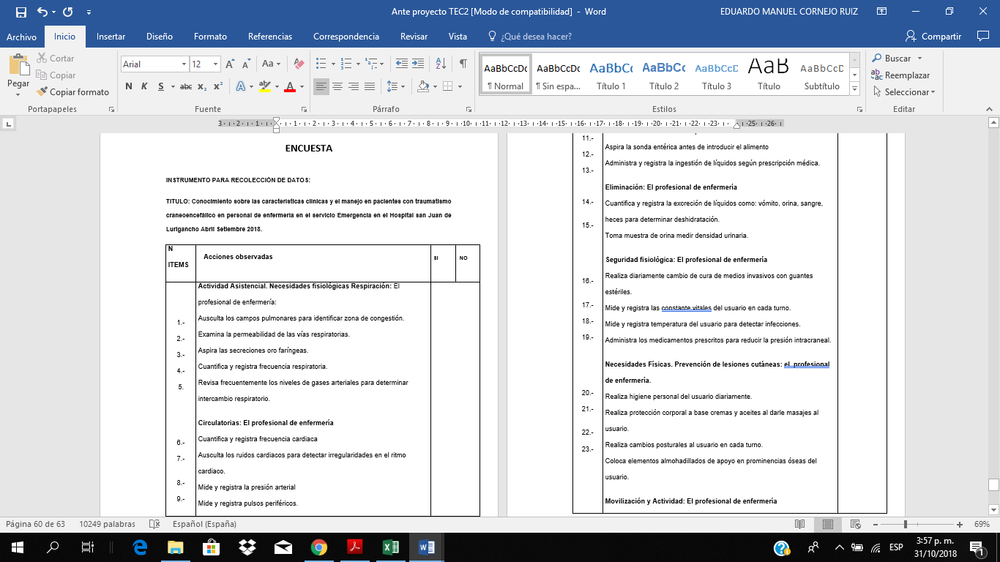 Ante proyecto TEC2 [Modo de compatibilidad] - Word
EDUARDO MANUEL CORNEJO RUIZ
Archivo Inicio Insertar Diseño Formato Referencias Correspondencia Revisar Vista ¿Qué desea hacer? Compartir
Pegar
Cortar
Copiar
Copiar formato
Portapapeles
Arial 12
N K S abc x₂ x² A ab A
Aa
Fuente
Párrafo
AaBbCcDc AaBbCcDc AaBbCc AaBbCc AaBbCcD AaB AaBbCcD
¶ Normal ¶ Sin espa... Título 1 Título 2 Título 3 Título Subtítulo
Estilos
Buscar
Reemplazar
Seleccionar
Editar
L
3 2 1 1 2 3 4 5 6 7 8 9 10 11 12 13 14 15 16 17 18 19 20 21 22 23 25 26
ENCUESTA
INSTRUMENTO PARA RECOLECCIÓN DE DATOS:
TITULO: Conocimiento sobre las características clínicas y el manejo en pacientes con traumatismo
craneoencefálico en personal de enfermería en el servicio Emergencia en el Hospital san Juan de
Lurigancho Abril Setiembre 2018.
N
ITEMS
Acciones observadas
SI
NO
Actividad Asistencial. Necesidades fisiológicas Respiración: El
profesional de enfermería:
1.- Ausculta los campos pulmonares para identificar zona de congestión.
2.- Examina la permeabilidad de las vías respiratorias.
3.- Aspira las secreciones oro faríngeas.
4.- Cuantifica y registra frecuencia respiratoria.
5. Revisa frecuentemente los niveles de gases arteriales para determinar
intercambio respiratorio.
Circulatorias: El profesional de enfermería
6.- Cuantifica y registra frecuencia cardiaca
7.- Ausculta los ruidos cardiacos para detectar irregularidades en el ritmo
cardiaco.
8.- Mide y registra la presión arterial
9.- Mide y registra pulsos periféricos.
11.-
12.- Aspira la sonda entérica antes de introducir el alimento
13.- Administra y registra la ingestión de líquidos según prescripción médica.
Eliminación: El profesional de enfermería
14.- Cuantifica y registra la excreción de líquidos como: vómito, orina, sangre,
heces para determinar deshidratación.
15.- Toma muestra de orina medir densidad urinaria.
Seguridad fisiológica: El profesional de enfermería
16.- Realiza diariamente cambio de cura de medios invasivos con guantes
estériles.
17.- Mide y registra las constante vitales del usuario en cada turno.
18.- Mide y registra temperatura del usuario para detectar infecciones.
19.- Administra los medicamentos prescritos para reducir la presión intracraneal.
Necesidades Físicas. Prevención de lesiones cutáneas: el profesional
de enfermería.
20.- Realiza higiene personal del usuario diariamente.
21.- Realiza protección corporal a base cremas y aceites al darle masajes al
usuario.
22.- Realiza cambios posturales al usuario en cada turno.
23.- Coloca elementos almohadillados de apoyo en prominencias óseas del
usuario.
Movilización y Actividad: El profesional de enfermería
Página 60 de 63 10249 palabras Español (España) 69%
ESP
3:57 p. m.
31/10/2018
1